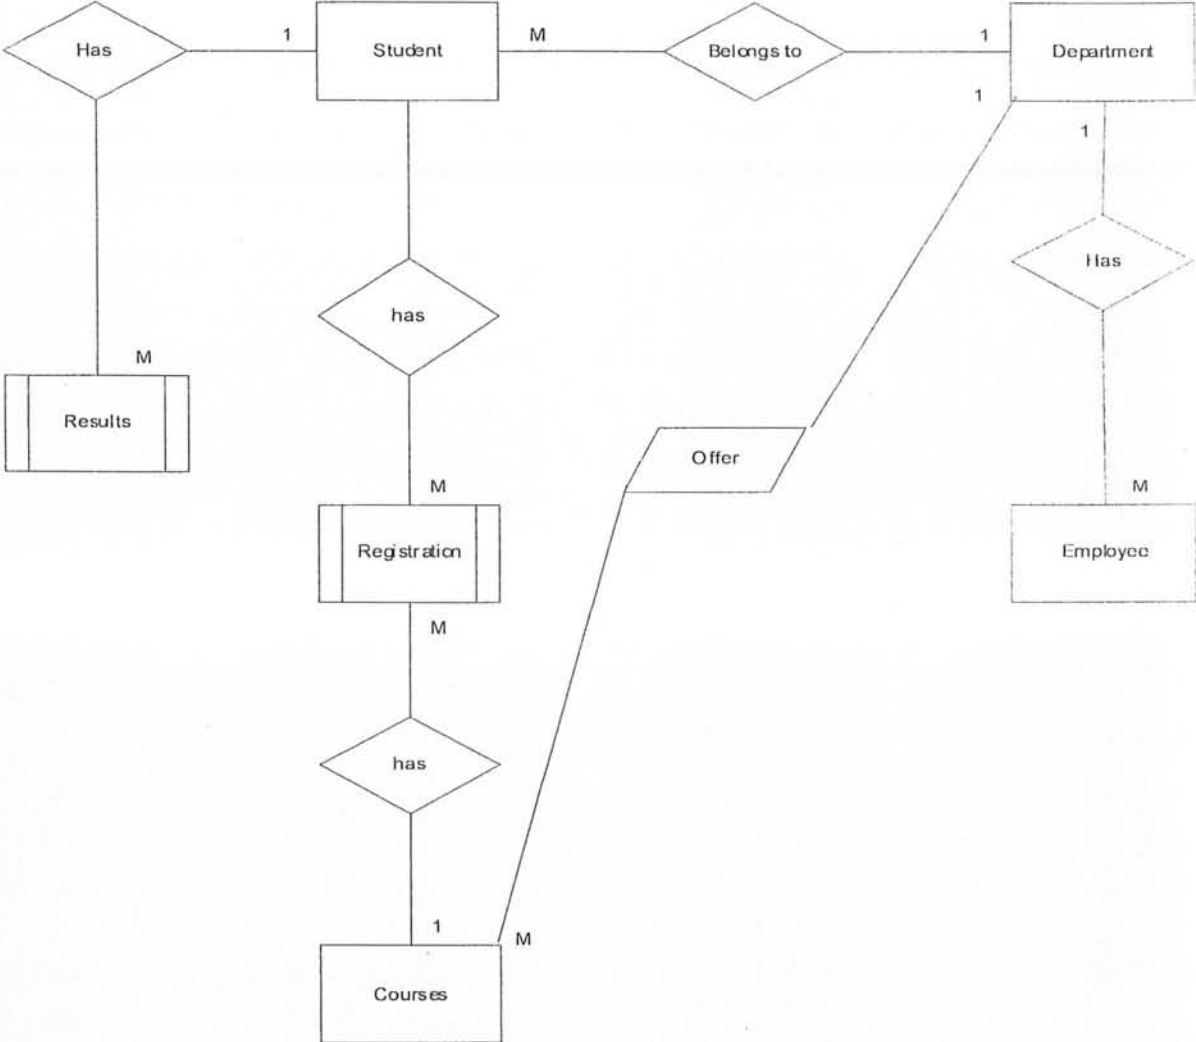 Has
1
Student
M
Belongs to
1
Department
1
1
Has
has
M
Results
Offer
M
M
Registration
Employee
M
has
1
M
Courses